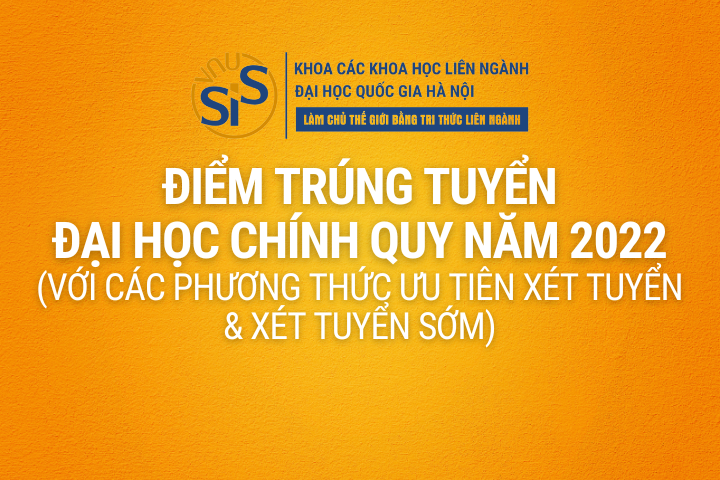 VNU
SIS
KHOA CÁC KHOA HỌC LIÊN NGÀNH
ĐẠI HỌC QUỐC GIA HÀ NỘI
LÀM CHỦ THẾ GIỚI BẰNG TRI THỨC LIÊN NGÀNH
ĐIỂM TRÚNG TUYỂN
ĐẠI HỌC CHÍNH QUY NĂM 2022
(VỚI CÁC PHƯƠNG THỨC ƯU TIÊN XÉT TUYỂN
& XÉT TUYỂN SỚM)